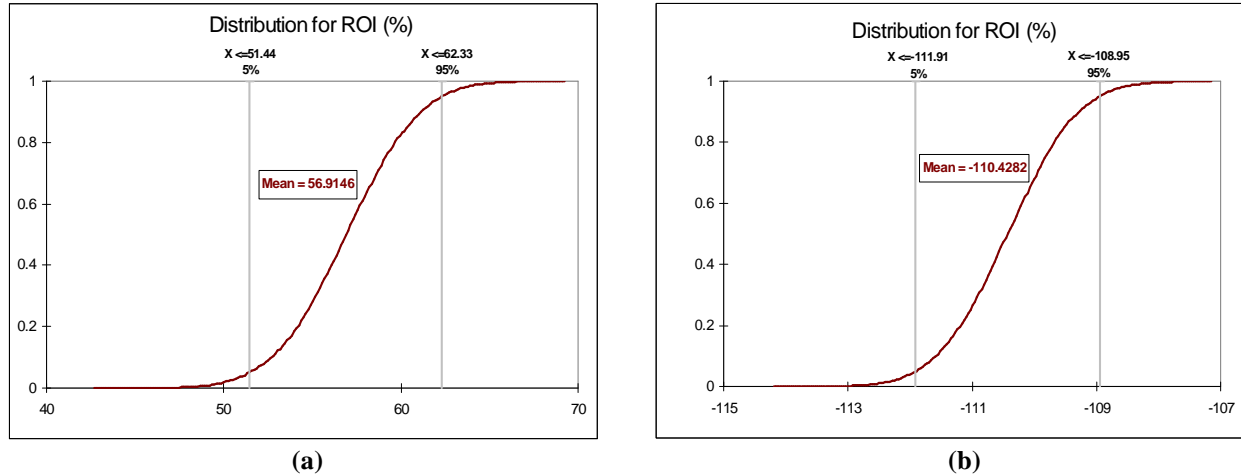 Distribution for ROI (%)
X <=51.44
5%
X <=62.33
95%
1
0.8
0.6
0.4
0.2
0
Mean = 56.9146
40
50
60
70
(a)
Distribution for ROI (%)
X <=-111.91
5%
X <=-108.95
95%
1
0.8
0.6
0.4
0.2
0
Mean = -110.4282
-115
-113
-111
-109
-107
(b)